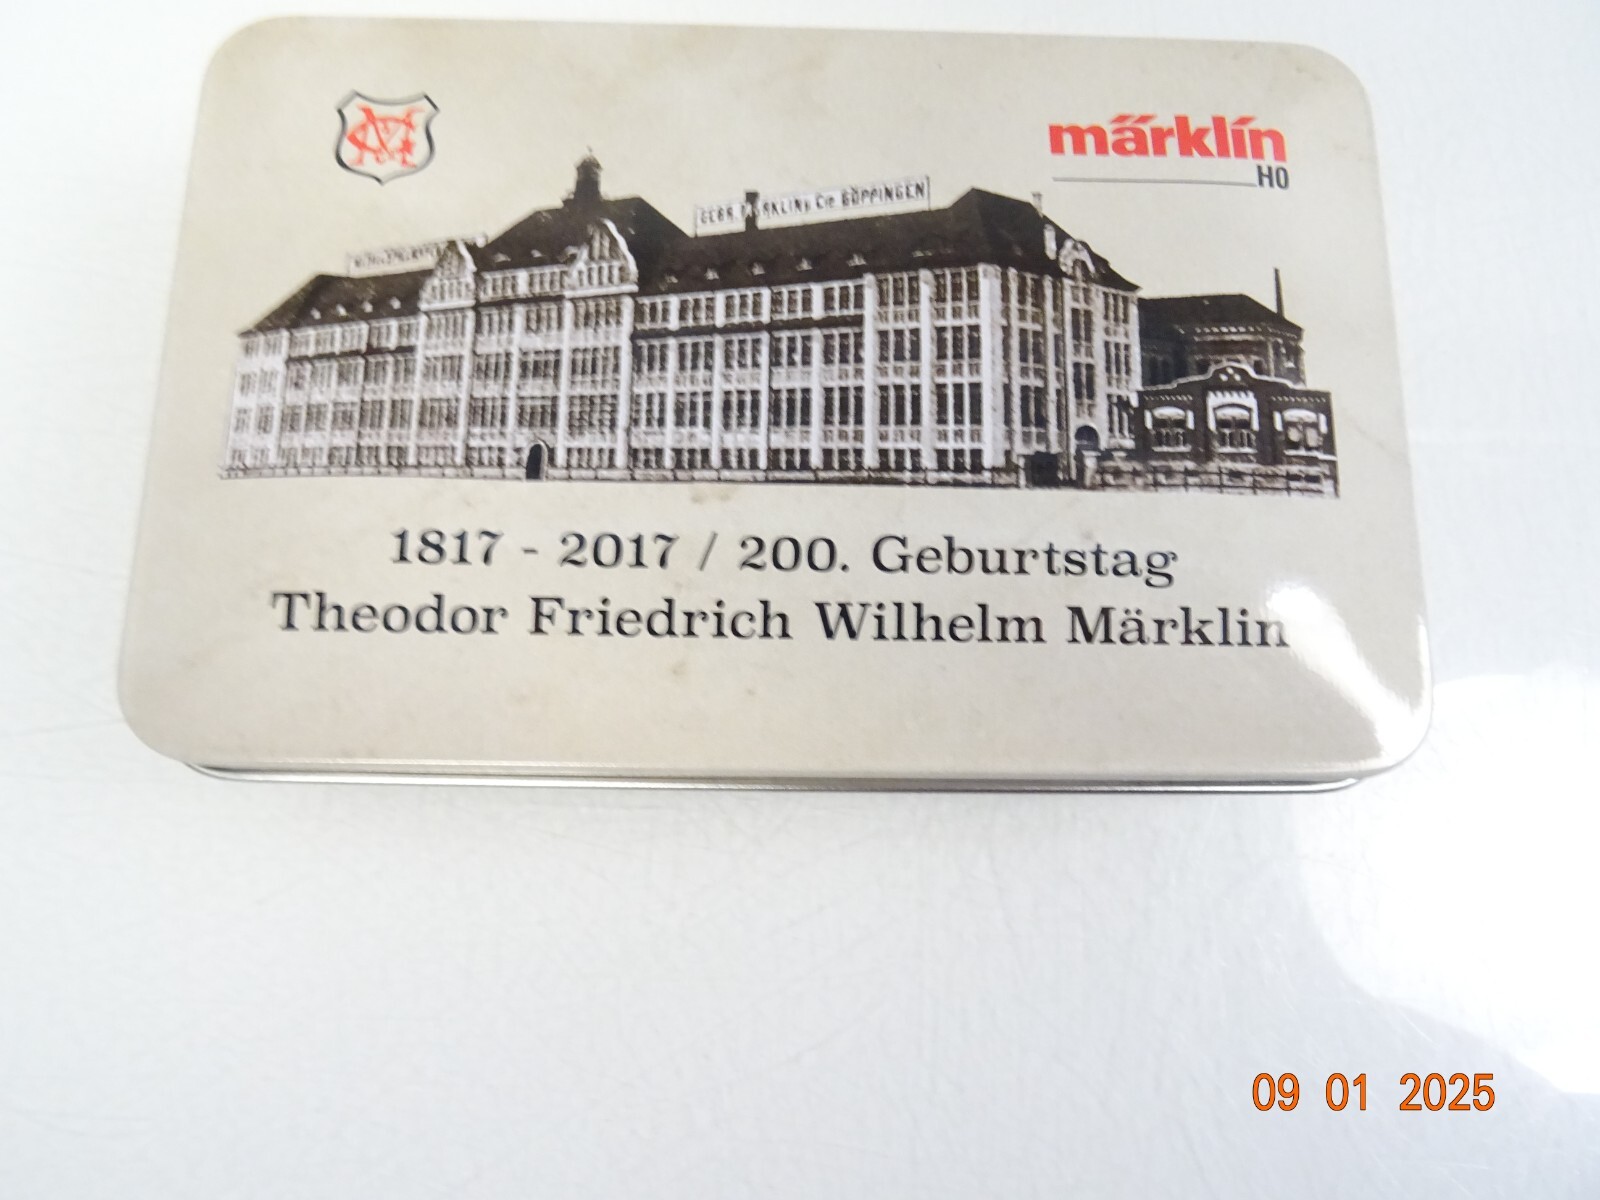 märklin
H0
GEBR. MÄRKLIN & Cie GÖPPINGEN
1817 - 2017 / 200. Geburtstag
Theodor Friedrich Wilhelm Märklin
09 01 2025